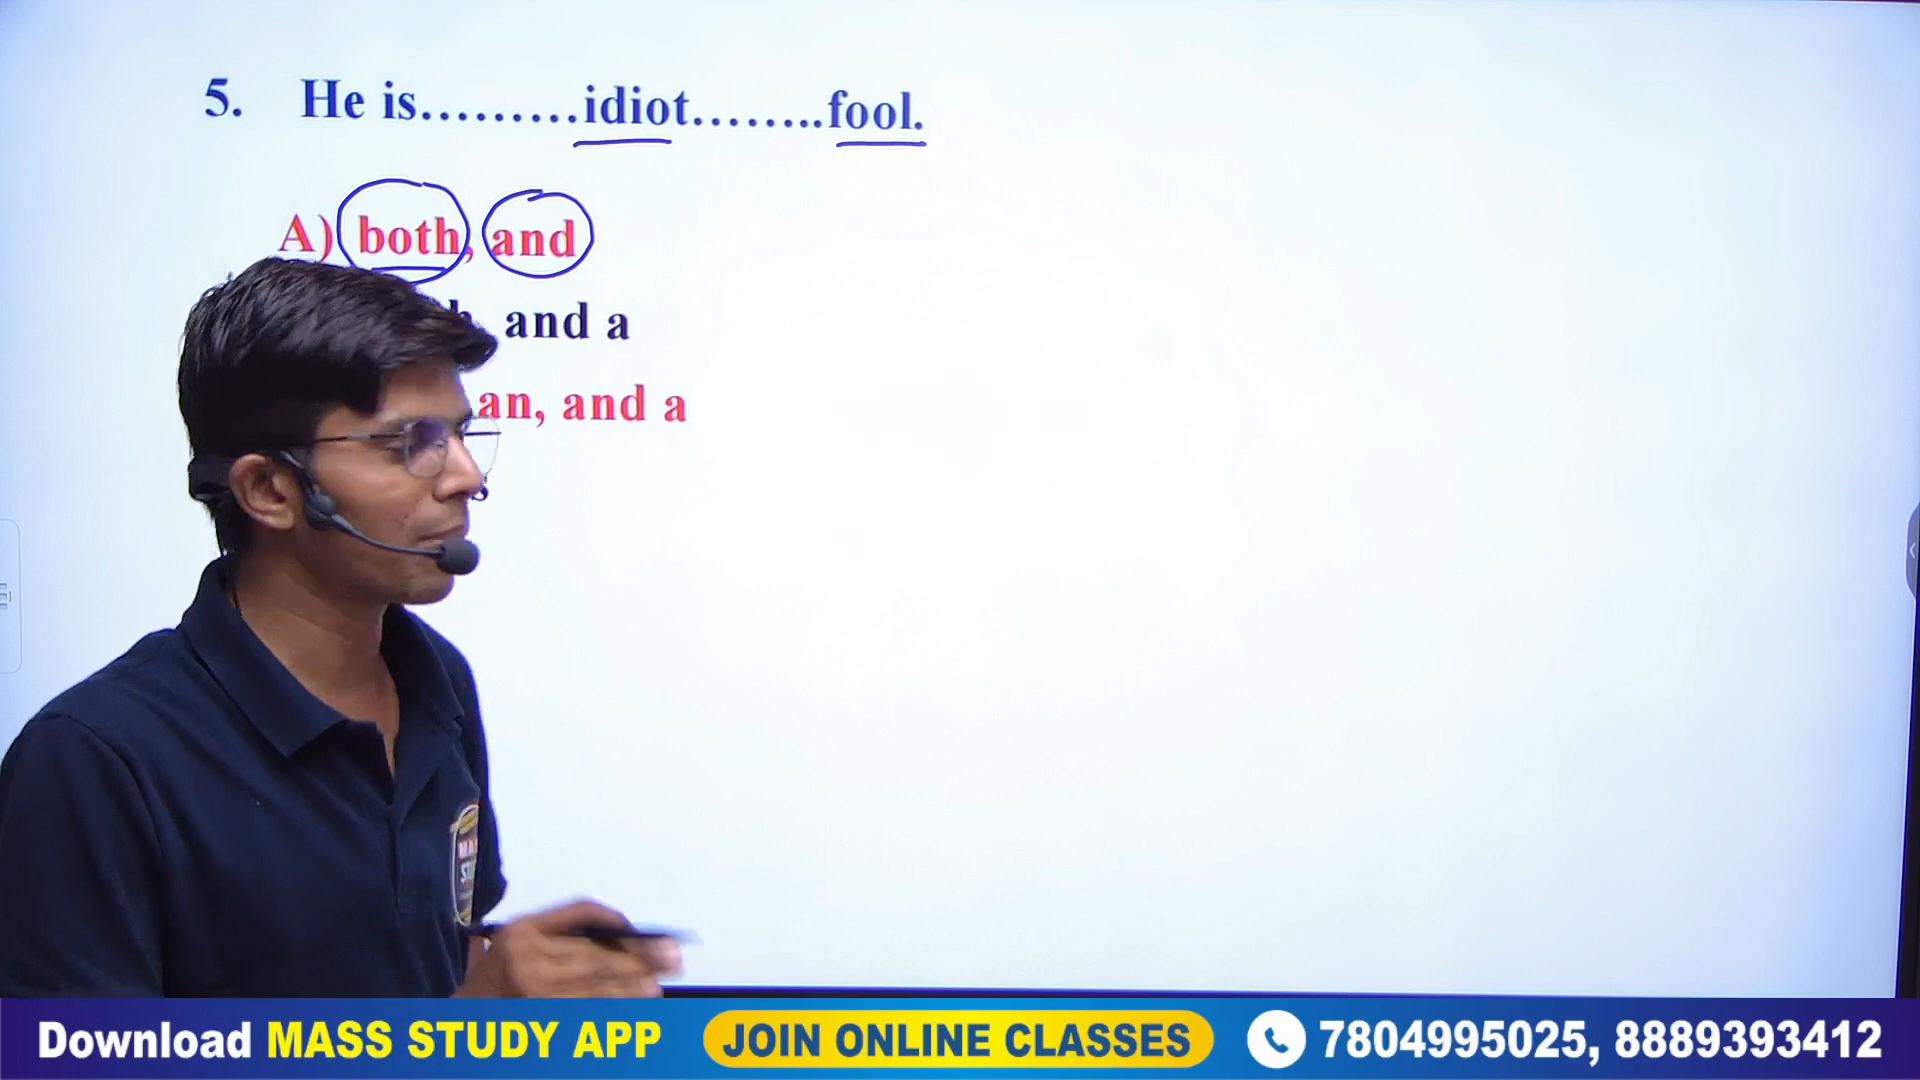 5. He is.........idiot........fool.
A) both, and
and a
an, and a
Download MASS STUDY APP JOIN ONLINE CLASSES 7804995025, 8889393412